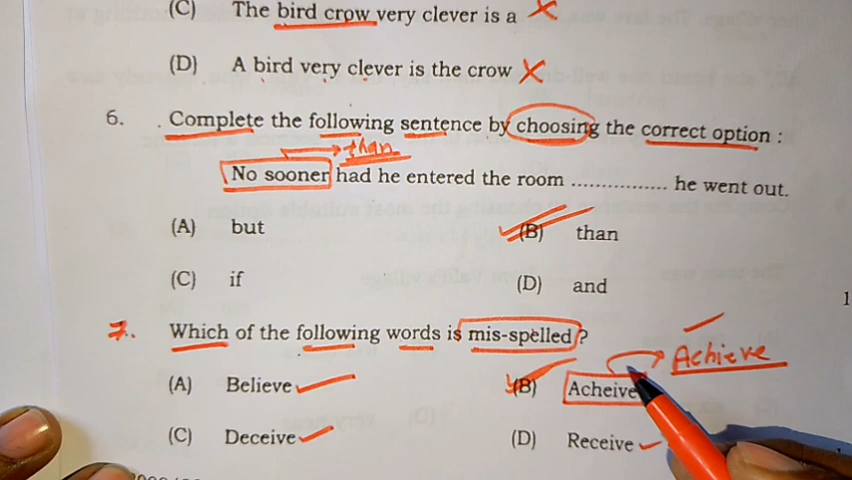 (C) The bird crow very clever is a
(D) A bird very clever is the crow
6. Complete the following sentence by choosing the correct option :
than
No sooner had he entered the room ................ he went out.
(A) but (B) than
(C) if (D) and
1
7. Which of the following words is mis-spelled ?
Achieve
(A) Believe (B) Acheive
(C) Deceive (D) Receive